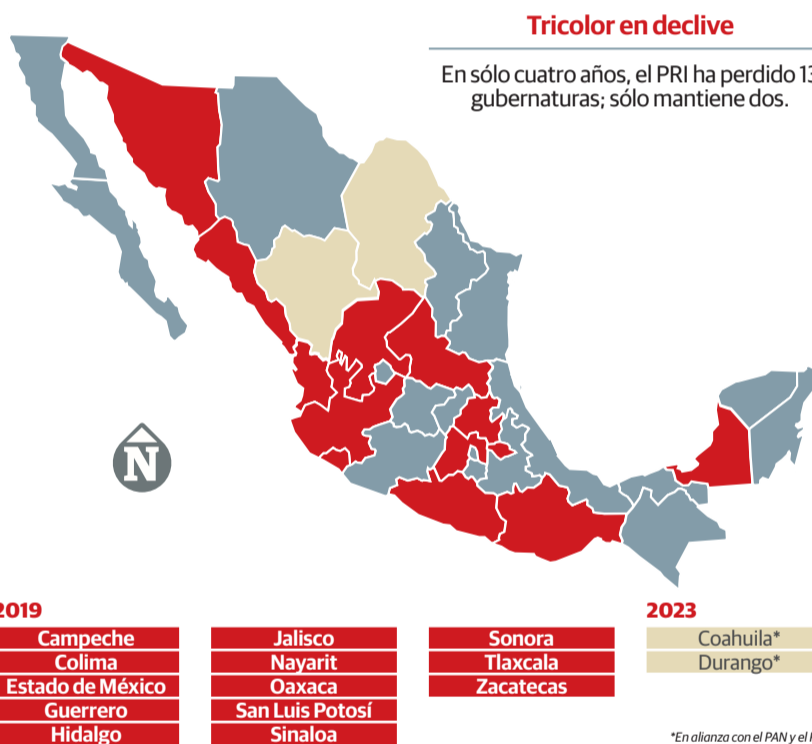 Tricolor en declive
En sólo cuatro años, el PRI ha perdido 13
gubernaturas; sólo mantiene dos.
N
2019
Campeche
Colima
Estado de México
Guerrero
Hidalgo
Jalisco
Nayarit
Oaxaca
San Luis Potosí
Sinaloa
Sonora
Tlaxcala
Zacatecas
2023
Coahuila*
Durango*
*En alianza con el PAN y el